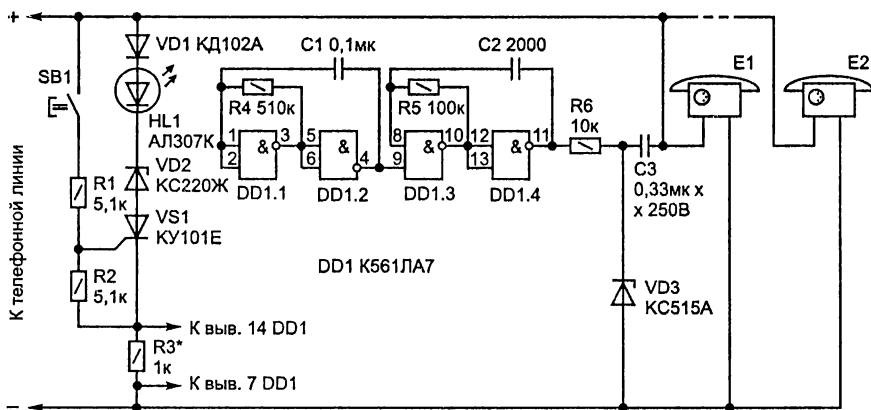 +
VD1 КД102А
SB1
HL1
АЛ307К
VD2
КС220Ж
R1
5,1к
VS1
КУ101Е
R2
5,1к
R3*
1к
К выв. 14 DD1
К выв. 7 DD1
К телефонной линии
–
C1 0,1мк
R4 510к
1
2
&
3
DD1.1
5
6
&
4
DD1.2
C2 2000
R5 100к
8
9
&
10
DD1.3
12
13
&
11
DD1.4
DD1 К561ЛА7
R6
10к
C3
0,33мк х
х 250В
VD3
КС515А
E1
E2